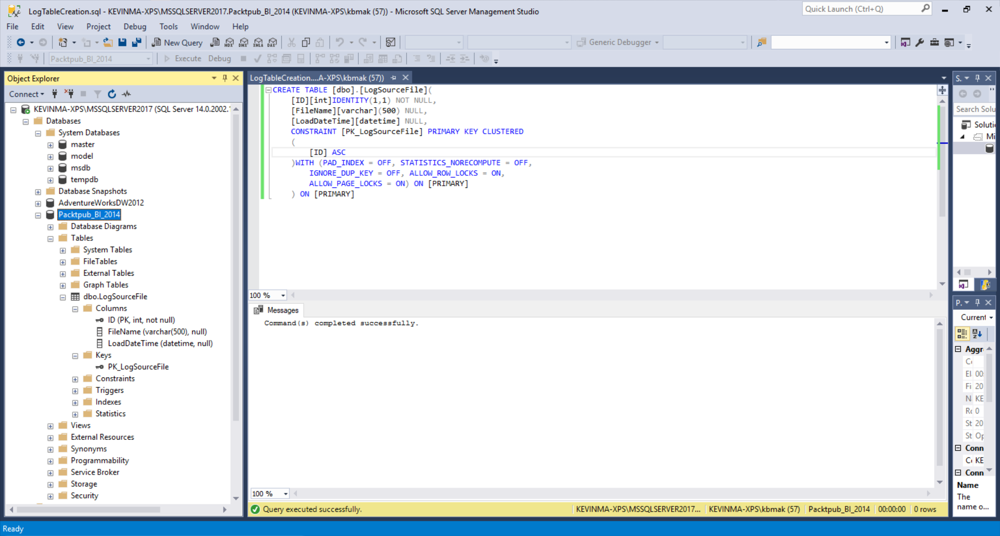 LogTableCreation.sql - KEVINMA-XPS\MSSQLSERVER2017.Packtpub_BI_2014 (KEVINMA-XPS\kbmak (57)) - Microsoft SQL Server Management Studio
Quick Launch (Ctrl+Q)
File Edit View Project Debug Tools Window Help
New Query MDX DMX XMLA DAX Generic Debugger
Packtpub_BI_2014 Execute Debug
Object Explorer
Connect
KEVINMA-XPS\MSSQLSERVER2017 (SQL Server 14.0.2002.
Databases
System Databases
master
model
msdb
tempdb
Database Snapshots
AdventureWorksDW2012
Packtpub_BI_2014
Database Diagrams
Tables
System Tables
FileTables
External Tables
Graph Tables
dbo.LogSourceFile
Columns
ID (PK, int, not null)
FileName (varchar(500), null)
LoadDateTime (datetime, null)
Keys
PK_LogSourceFile
Constraints
Triggers
Indexes
Statistics
Views
External Resources
Synonyms
Programmability
Service Broker
Storage
Security
LogTableCreation....A-XPS\kbmak (57))
CREATE TABLE [dbo].[LogSourceFile](
[ID][int]IDENTITY(1,1) NOT NULL,
[FileName][varchar](500) NULL,
[LoadDateTime][datetime] NULL,
CONSTRAINT [PK_LogSourceFile] PRIMARY KEY CLUSTERED
(
[ID] ASC
)WITH (PAD_INDEX = OFF, STATISTICS_NORECOMPUTE = OFF,
IGNORE_DUP_KEY = OFF, ALLOW_ROW_LOCKS = ON,
ALLOW_PAGE_LOCKS = ON) ON [PRIMARY]
) ON [PRIMARY]
100 %
Messages
Command(s) completed successfully.
100 %
Query executed successfully.
KEVINMA-XPS\MSSQLSERVER2017... KEVINMA-XPS\kbmak (57) Packtpub_BI_2014 00:00:00 0 rows
S.
Search Solu
Soluti
Mi
P.
Current
Aggr
C
El 00:
Fi 20
N KE
Rc 0
St 20
St Op
Conn
C KE
Conn
Name
The
name o...
Ready